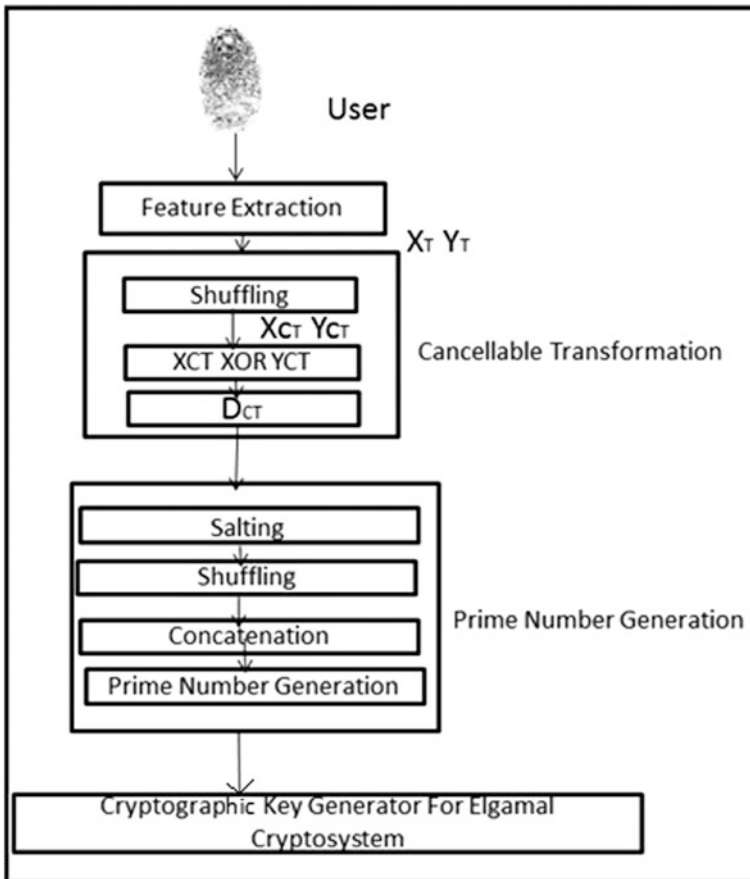 User
Feature Extraction
XT YT
Shuffling
XCT YCT
XCT XOR YCT
DCT
Cancellable Transformation
Salting
Shuffling
Concatenation
Prime Number Generation
Prime Number Generation
Cryptographic Key Generator For Elgamal
Cryptosystem